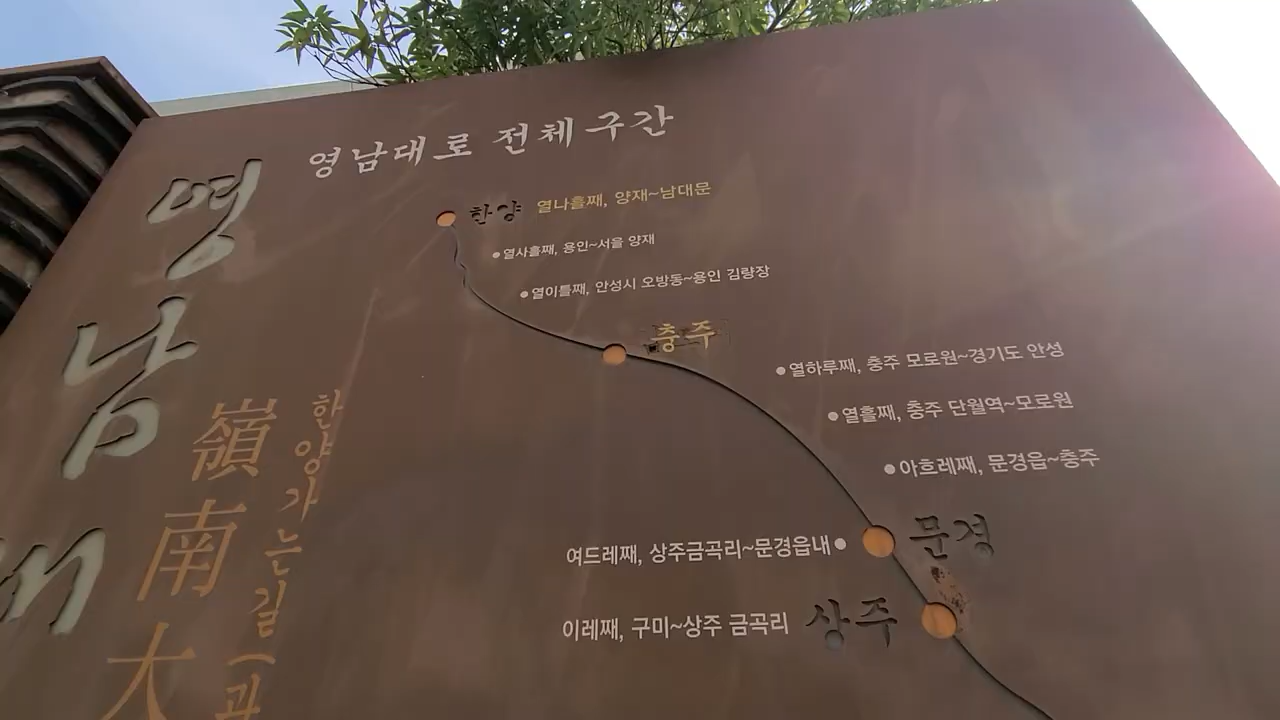 영남대로 전체 구간
한양 열나흘째, 양재~남대문
열사흘째, 용인~서울 양재
열이틀째, 안성시 오방동~용인 김량장
충주
열하루째, 충주 모로원~경기도 안성
열흘째, 충주 단월역~모로원
아흐레째, 문경읍~충주
문경
여드레째, 상주금곡리~문경읍내
이레째, 구미~상주 금곡리 상주
영남대
嶺南大
한양가는길(과